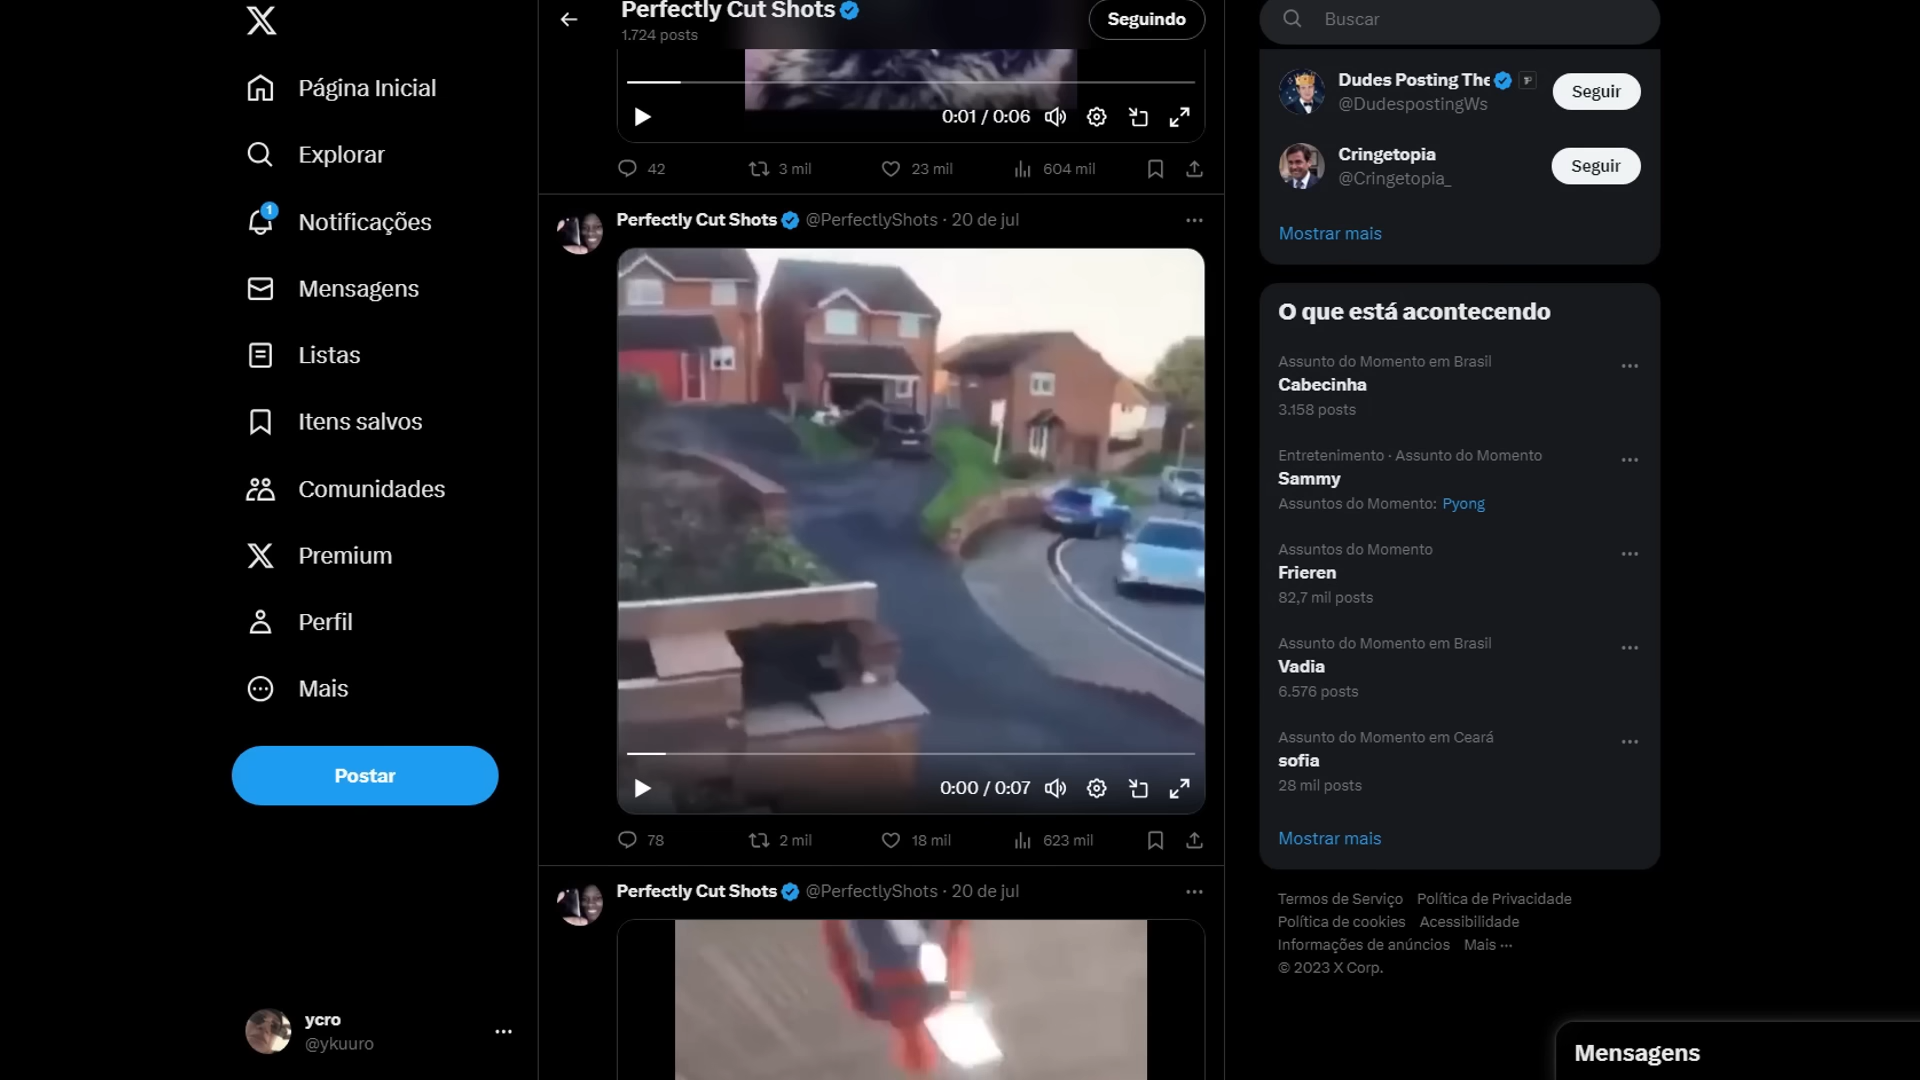 Página Inicial
Explorar
1
Notificações
Mensagens
Listas
Itens salvos
Comunidades
Premium
Perfil
Mais
Postar
ycro
@ykuuro
Perfectly Cut Shots
1.724 posts
Seguindo
0:01 / 0:06
42
3 mil
23 mil
604 mil
Perfectly Cut Shots @PerfectlyShots · 20 de jul
0:00 / 0:07
78
2 mil
18 mil
623 mil
Perfectly Cut Shots @PerfectlyShots · 20 de jul
Buscar
Dudes Posting The
@DudespostingWs
Seguir
Cringetopia
@Cringetopia_
Seguir
Mostrar mais
O que está acontecendo
Assunto do Momento em Brasil
Cabecinha
3.158 posts
Entretenimento · Assunto do Momento
Sammy
Assuntos do Momento: Pyong
Assuntos do Momento
Frieren
82,7 mil posts
Assunto do Momento em Brasil
Vadia
6.576 posts
Assunto do Momento em Ceará
sofia
28 mil posts
Mostrar mais
Termos de Serviço Política de Privacidade
Política de cookies Acessibilidade
Informações de anúncios Mais ···
© 2023 X Corp.
Mensagens